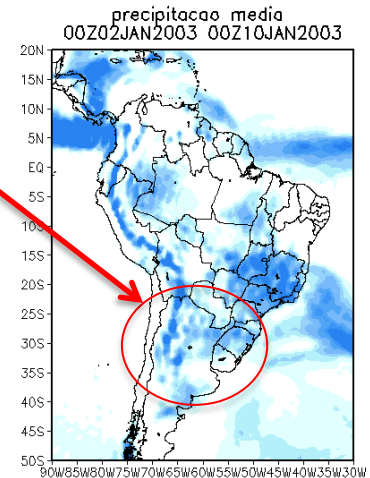 precipitacao media
00Z02JAN2003 00Z10JAN2003
20N
15N
10N
5N
EQ
5S
10S
15S
20S
25S
30S
35S
40S
45S
50S
90W85W80W75W70W65W60W55W50W45W40W35W30W